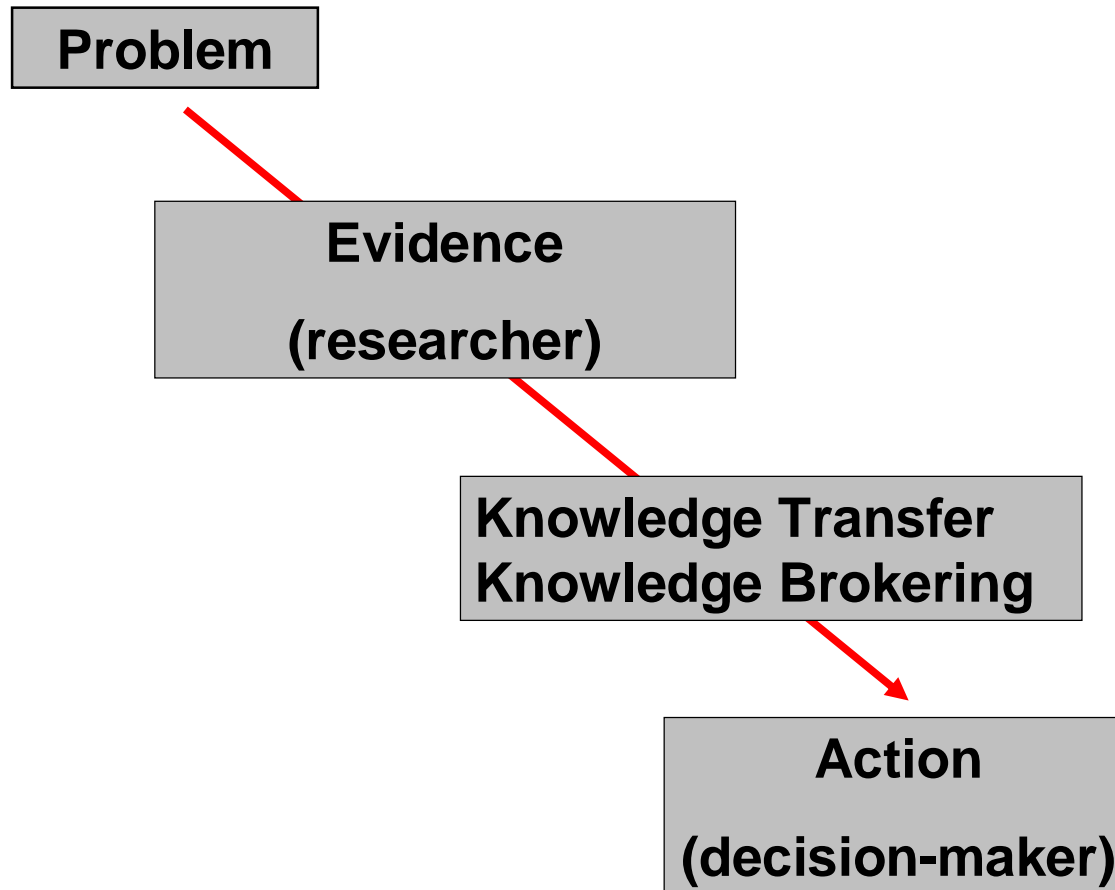 Problem
Evidence
(researcher)
Knowledge Transfer
Knowledge Brokering
Action
(decision-maker)